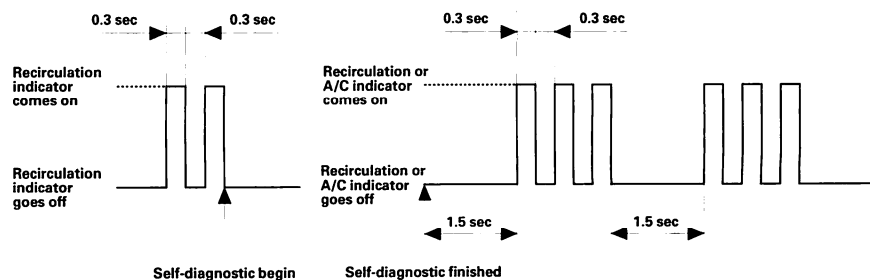 0.3 sec
0.3 sec
0.3 sec
0.3 sec
Recirculation
indicator
comes on
Recirculation or
A/C indicator
comes on
Recirculation
indicator
goes off
Recirculation or
A/C indicator
goes off
1.5 sec
1.5 sec
Self-diagnostic begin
Self-diagnostic finished